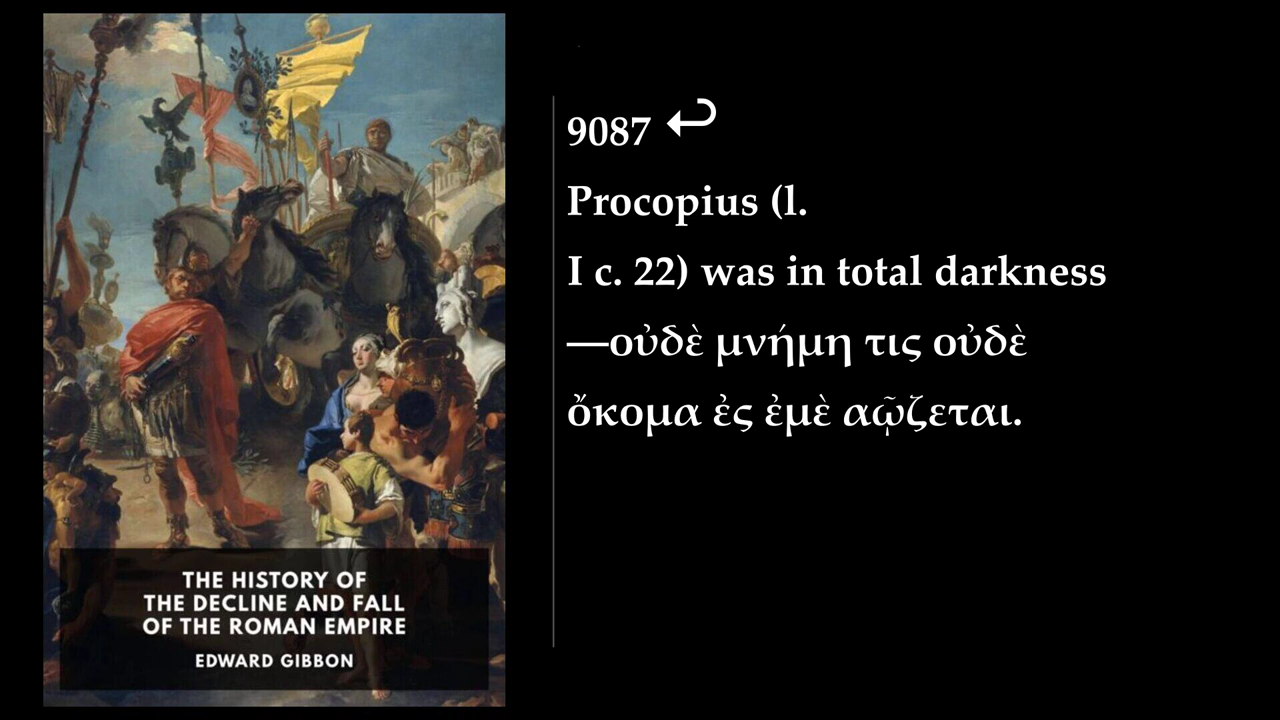 THE HISTORY OF
THE DECLINE AND FALL
OF THE ROMAN EMPIRE
EDWARD GIBBON
9087 ↩
Procopius (l.
I c. 22) was in total darkness
—οὐδὲ μνήμη τις οὐδὲ
ὄκομα ἐς ἐμὲ αῷζεται.